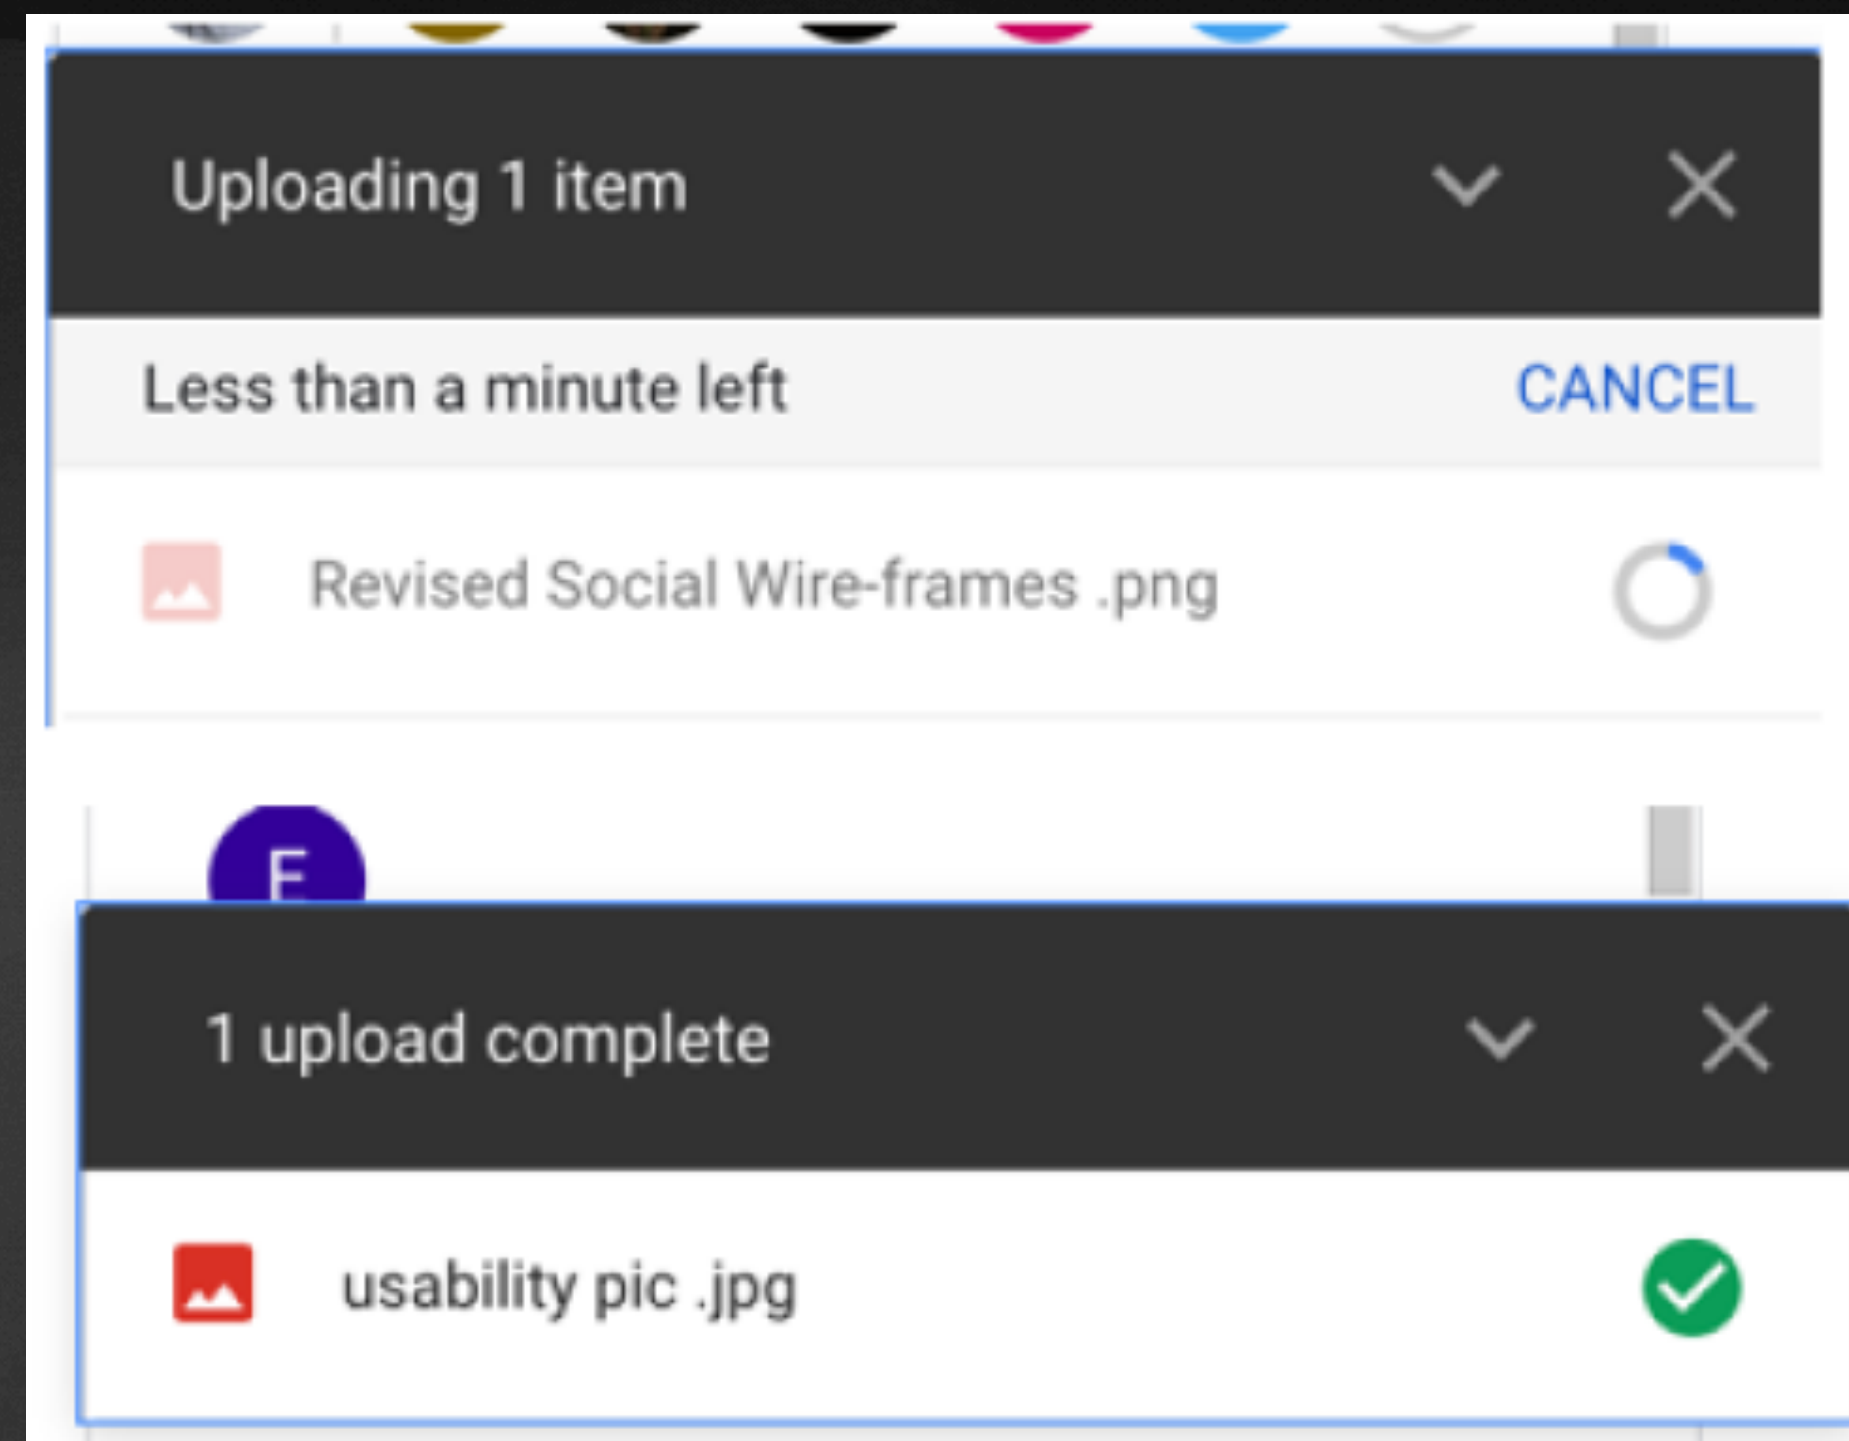 Uploading 1 item
Less than a minute left CANCEL
Revised Social Wire-frames .png
E
1 upload complete
usability pic .jpg